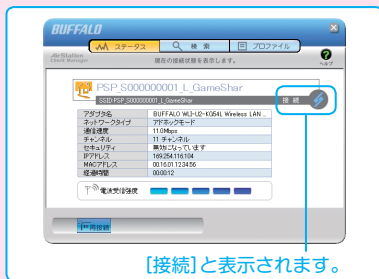 BUFFALO
AirStation
Client Manager
ステータス
検索
プロファイル
現在の接続状態を表示します。
ヘルプ
PSP_S000000001_L_GameShar
SSID:PSP_S000000001_L_GameShar
接続
アダプタ名 BUFFALO WLI-U2-KG54L Wireless LAN ...
ネットワークタイプ アドホックモード
通信速度 11.0Mbps
チャンネル 11 チャンネル
セキュリティ 無効になっています
IPアドレス 169.254.116.104
MACアドレス 00:16:01:12:34:56
経過時間 00:00:12
電波受信強度
再接続
[接続]と表示されます。